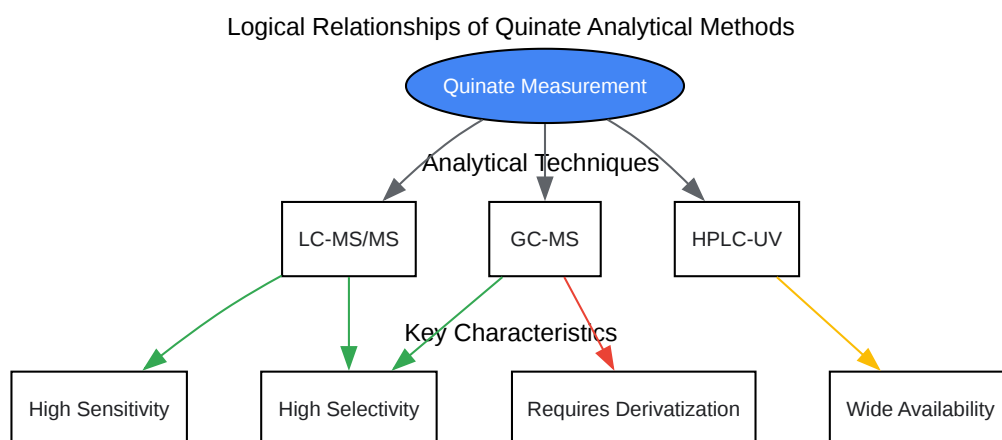 Logical Relationships of Quinate Analytical Methods
Quinate Measurement
Analytical Techniques
LC-MS/MS
GC-MS
HPLC-UV
Key Characteristics
High Sensitivity
High Selectivity
Requires Derivatization
Wide Availability